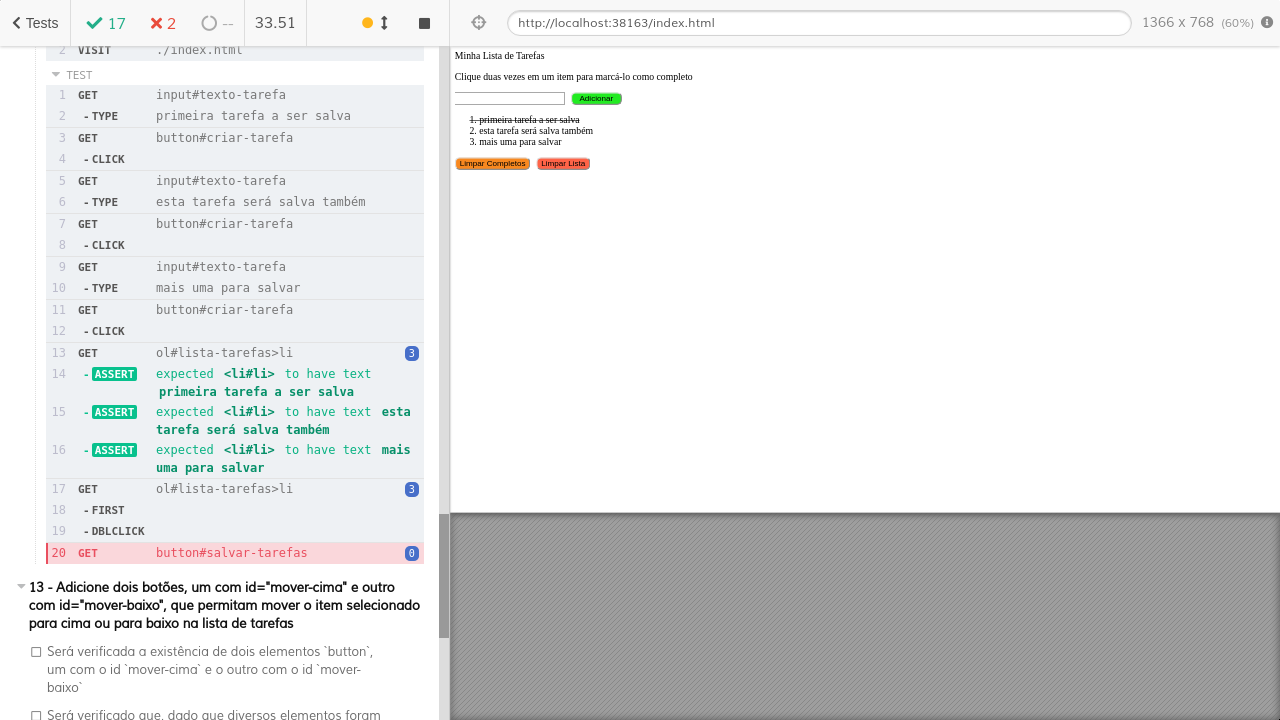 Tests 17 2 -- 33.51 http://localhost:38163/index.html 1366 x 768 (60%)
2 VISIT ./index.html
TEST
1 GET input#texto-tarefa
2 - TYPE primeira tarefa a ser salva
3 GET button#criar-tarefa
4 - CLICK
5 GET input#texto-tarefa
6 - TYPE esta tarefa será salva também
7 GET button#criar-tarefa
8 - CLICK
9 GET input#texto-tarefa
10 - TYPE mais uma para salvar
11 GET button#criar-tarefa
12 - CLICK
13 GET ol#lista-tarefas>li 3
14 - ASSERT expected <li#li> to have text
primeira tarefa a ser salva
15 - ASSERT expected <li#li> to have text esta
tarefa será salva também
16 - ASSERT expected <li#li> to have text mais
uma para salvar
17 GET ol#lista-tarefas>li 3
18 - FIRST
19 - DBLCLICK
20 GET button#salvar-tarefas 0
13 - Adicione dois botões, um com id="mover-cima" e outro
com id="mover-baixo", que permitam mover o item selecionado
para cima ou para baixo na lista de tarefas
Será verificada a existência de dois elementos `button`,
um com o id `mover-cima` e o outro com o id `mover-
baixo`
Será verificado que, dado que diversos elementos foram
Minha Lista de Tarefas
Clique duas vezes em um item para marcá-lo como completo
Adicionar
1. primeira tarefa a ser salva
2. esta tarefa será salva também
3. mais uma para salvar
Limpar Completos Limpar Lista